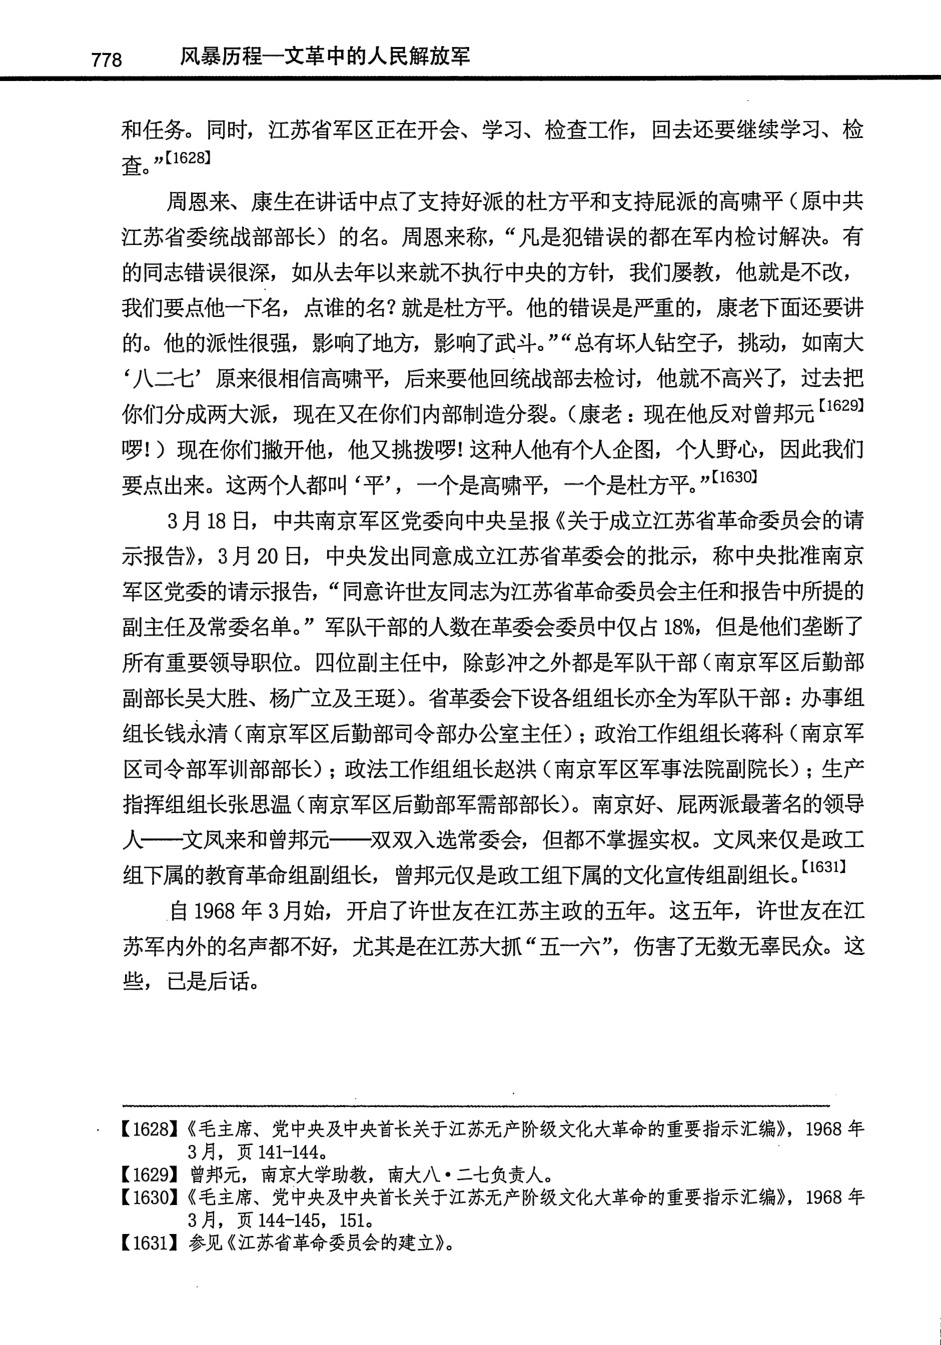 778 风暴历程—文革中的人民解放军
和任务。同时，江苏省军区正在开会、学习、检查工作，回去还要继续学习、检
查。”【1628】
周恩来、康生在讲话中点了支持好派的杜方平和支持屁派的高啸平（原中共
江苏省委统战部部长）的名。周恩来称，“凡是犯错误的都在军内检讨解决。有
的同志错误很深，如从去年以来就不执行中央的方针，我们屡教，他就是不改，
我们要点他一下名，点谁的名？就是杜方平。他的错误是严重的，康老下面还要讲
的。他的派性很强，影响了地方，影响了武斗。”“总有坏人钻空子，挑动，如南大
‘八二七’原来很相信高啸平，后来要他回统战部去检讨，他就不高兴了，过去把
你们分成两大派，现在又在你们内部制造分裂。（康老：现在他反对曾邦元【1629】
啰！）现在你们撇开他，他又挑拨啰！这种人他有个人企图，个人野心，因此我们
要点出来。这两个人都叫‘平’，一个是高啸平，一个是杜方平。”【1630】
3月18日，中共南京军区党委向中央呈报《关于成立江苏省革命委员会的请
示报告》，3月20日，中央发出同意成立江苏省革委会的批示，称中央批准南京
军区党委的请示报告，“同意许世友同志为江苏省革命委员会主任和报告中所提的
副主任及常委名单。”军队干部的人数在革委会委员中仅占18%，但是他们垄断了
所有重要领导职位。四位副主任中，除彭冲之外都是军队干部（南京军区后勤部
副部长吴大胜、杨广立及王珽）。省革委会下设各组组长亦全为军队干部：办事组
组长钱永清（南京军区后勤部司令部办公室主任）；政治工作组组长蒋科（南京军
区司令部军训部部长）；政法工作组组长赵洪（南京军区军事法院副院长）；生产
指挥组组长张思温（南京军区后勤部军需部部长）。南京好、屁两派最著名的领导
人——文凤来和曾邦元——双双入选常委会，但都不掌握实权。文凤来仅是政工
组下属的教育革命组副组长，曾邦元仅是政工组下属的文化宣传组副组长。【1631】
自1968年3月始，开启了许世友在江苏主政的五年。这五年，许世友在江
苏军内外的名声都不好，尤其是在江苏大抓“五一六”，伤害了无数无辜民众。这
些，已是后话。
【1628】《毛主席、党中央及中央首长关于江苏无产阶级文化大革命的重要指示汇编》，1968年
3月，页141-144。
【1629】曾邦元，南京大学助教，南大八·二七负责人。
【1630】《毛主席、党中央及中央首长关于江苏无产阶级文化大革命的重要指示汇编》，1968年
3月，页144-145，151。
【1631】参见《江苏省革命委员会的建立》。